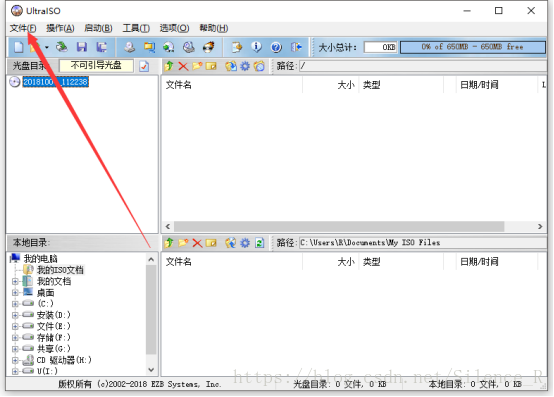 UltraISO
文件(F) 操作(A) 启动(B) 工具(T) 选项(O) 帮助(H)
大小总计: 0KB 0% of 650MB - 650MB free
光盘目录: 不可引导光盘 路径: /
112238 文件名 大小 类型 日期/时间 L
本地目录: 路径: C:\Users\R\Documents\My ISO Files
我的电脑 文件名 大小 类型 日期/时间
我的ISO文档
我的文档
桌面
(C:)
安装(D:)
文件(E:)
存储(F:)
共享(G:)
CD 驱动器(H:)
U(I:)
版权所有 (c)2002-2018 EZB Systems, Inc. 光盘目录: 0 文件, 0 KB 本地目录: 0 文件, 0 KB
https://blog.csdn.net/Silence_R